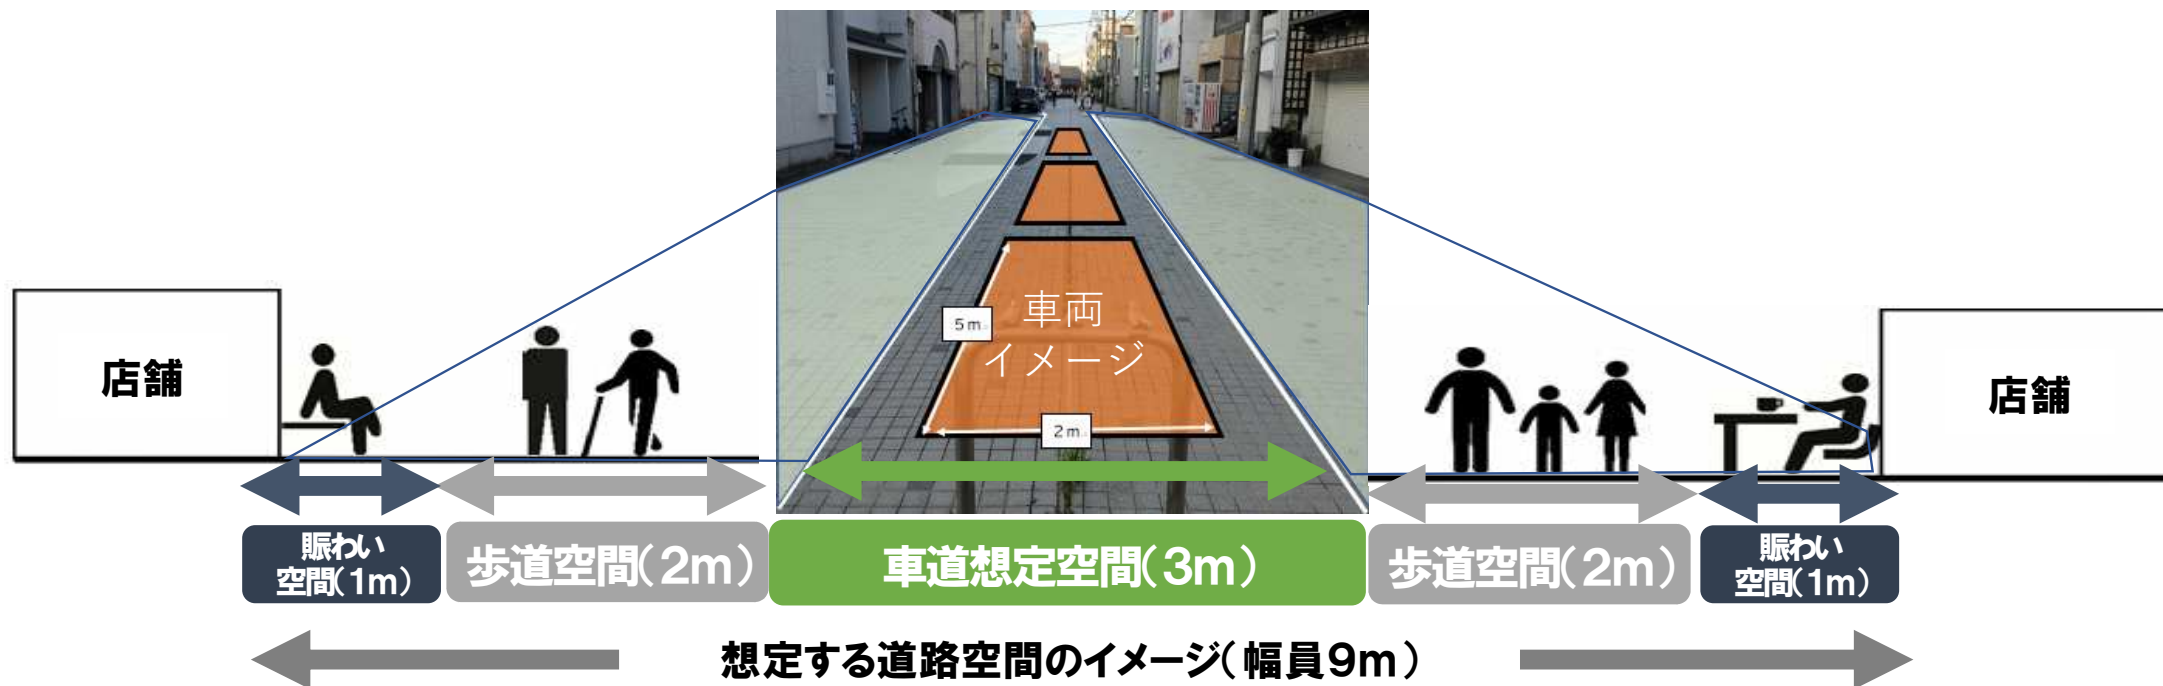 車両
イメージ
5m
2m
店舗
店舗
賑わい
空間(1m)
歩道空間(2m)
車道想定空間(3m)
歩道空間(2m)
賑わい
空間(1m)
想定する道路空間のイメージ(幅員9m)